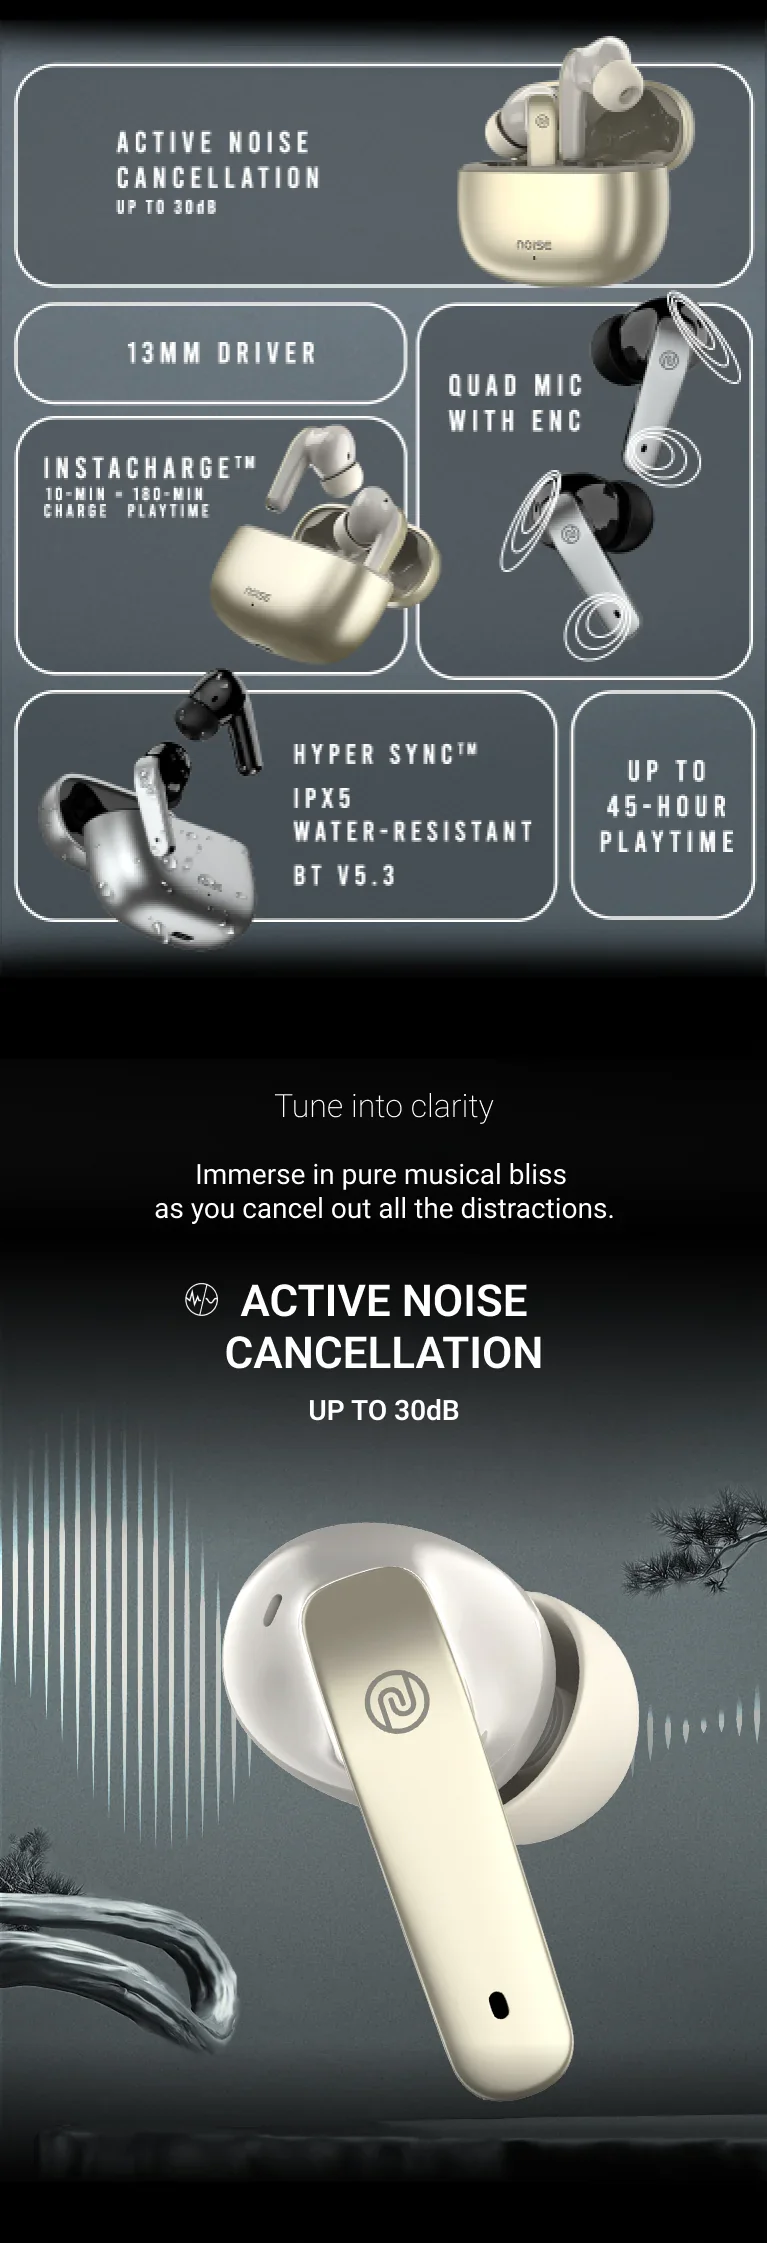 ACTIVE NOISE
CANCELLATION
UP TO 30dB
noise
13MM DRIVER
QUAD MIC
WITH ENC
INSTACHARGE™
10-MIN = 180-MIN
CHARGE PLAYTIME
noise
HYPER SYNC™
IPX5
WATER-RESISTANT
BT V5.3
UP TO
45-HOUR
PLAYTIME
Tune into clarity
Immerse in pure musical bliss
as you cancel out all the distractions.
ACTIVE NOISE
CANCELLATION
UP TO 30dB